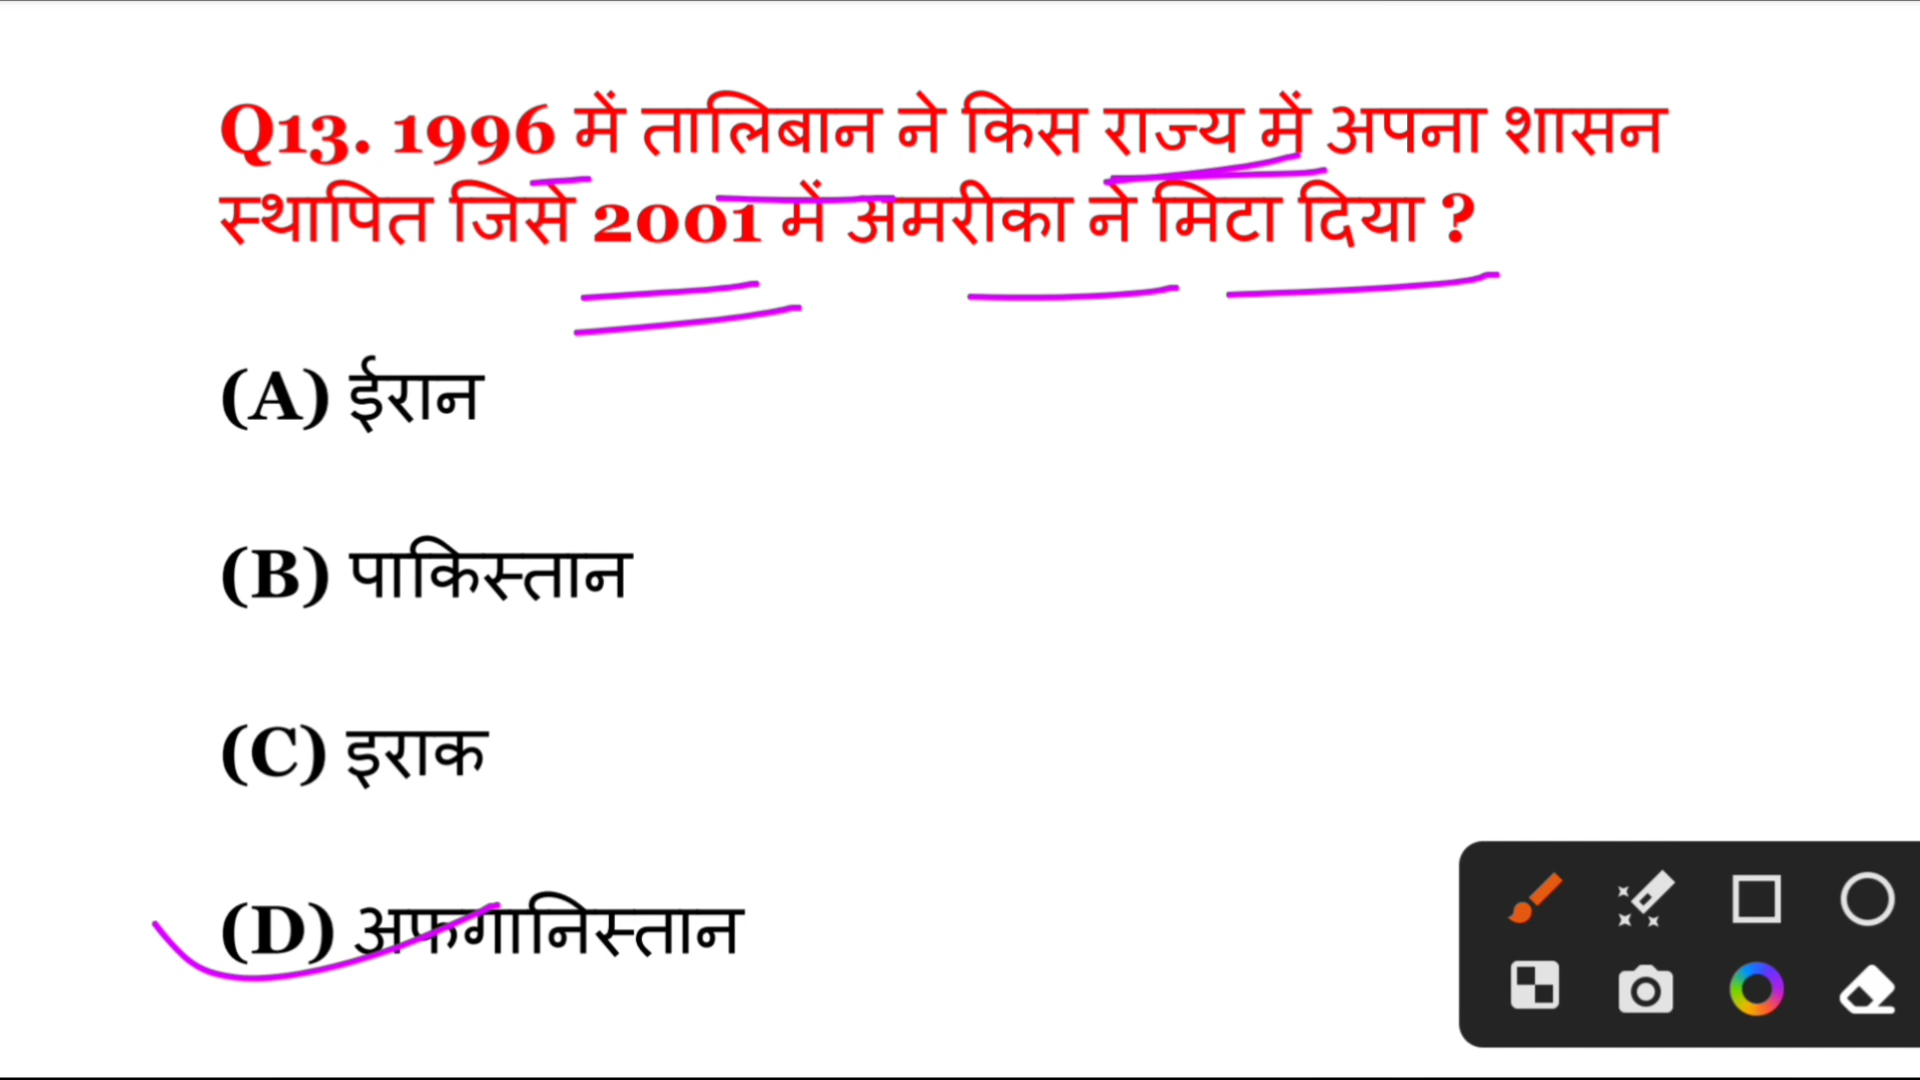 Q13. 1996 में तालिबान ने किस राज्य में अपना शासन
स्थापित जिसे 2001 में अमरीका ने मिटा दिया ?
(A) ईरान
(B) पाकिस्तान
(C) इराक
(D) अफगानिस्तान